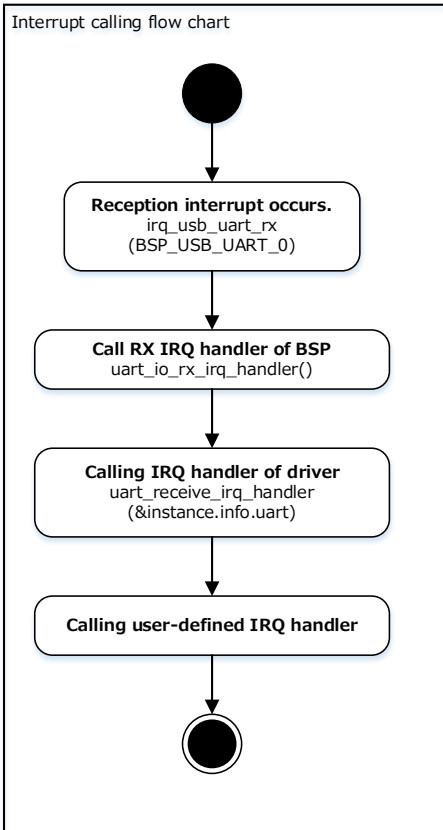 Interrupt calling flow chart
Reception interrupt occurs.
irq_usb_uart_rx
(BSP_USB_UART_0)
Call RX IRQ handler of BSP
uart_io_rx_irq_handler()
Calling IRQ handler of driver
uart_receive_irq_handler
(&instance.info.uart)
Calling user-defined IRQ handler